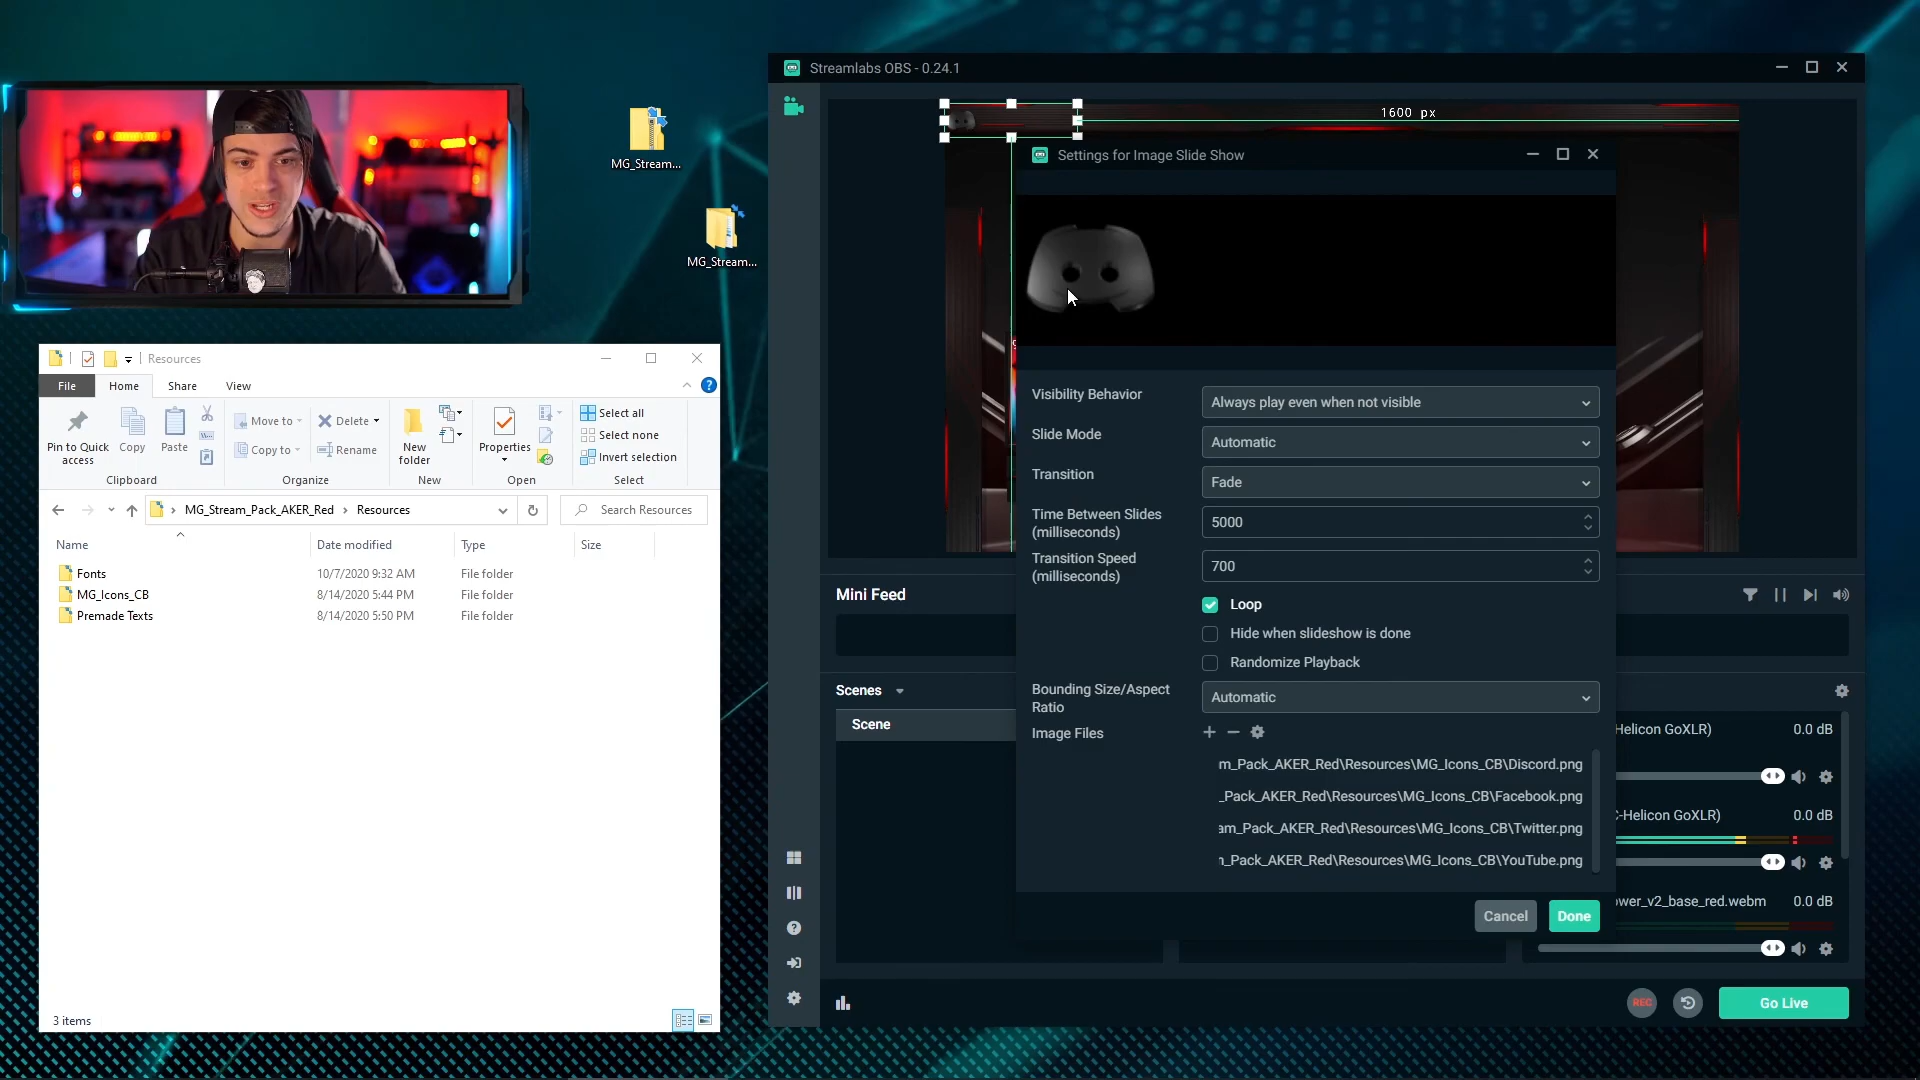 MG_Stream...
MG_Stream...
Resources
File
Home
Share
View
Pin to Quick access
Copy
Paste
Clipboard
Move to
Copy to
Delete
Rename
Organize
New folder
New
Properties
Open
Select all
Select none
Invert selection
Select
MG_Stream_Pack_AKER_Red
Resources
Search Resources
Name
Date modified
Type
Size
Fonts 10/7/2020 9:32 AM File folder
MG_Icons_CB 8/14/2020 5:44 PM File folder
Premade Texts 8/14/2020 5:50 PM File folder
3 items
Streamlabs OBS - 0.24.1
1600 px
Settings for Image Slide Show
Visibility Behavior
Always play even when not visible
Slide Mode
Automatic
Transition
Fade
Time Between Slides
(milliseconds)
5000
Transition Speed
(milliseconds)
700
Loop
Hide when slideshow is done
Randomize Playback
Bounding Size/Aspect
Ratio
Automatic
Image Files
m_Pack_AKER_Red\Resources\MG_Icons_CB\Discord.png
_Pack_AKER_Red\Resources\MG_Icons_CB\Facebook.png
am_Pack_AKER_Red\Resources\MG_Icons_CB\Twitter.png
_Pack_AKER_Red\Resources\MG_Icons_CB\YouTube.png
Cancel
Done
Mini Feed
Scenes
Scene
Helicon GoXLR) 0.0 dB
C-Helicon GoXLR) 0.0 dB
ower_v2_base_red.webm 0.0 dB
REC
Go Live